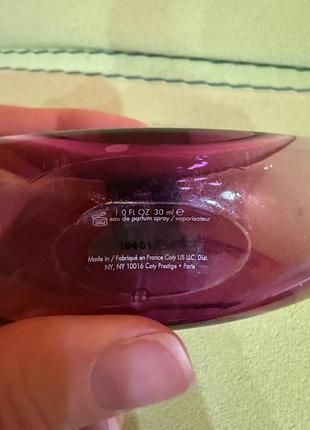 1.0 FL OZ 30 ml ℮
eau de parfum spray / vaporisateur
Made in / Fabriqué en France Coty US LLC, Dist.
NY, NY 10016 Coty Prestige • Paris